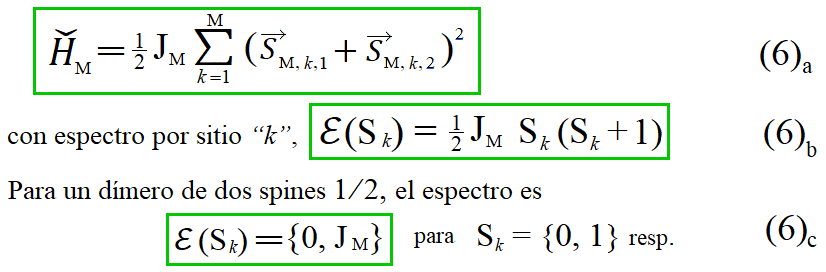 H̆_M = ½ J_M ∑_{k=1}^{M} (S⃗_{M,k,1} + S⃗_{M,k,2})² (6)_a
con espectro por sitio “k”, ℰ(S_k) = ½ J_M S_k(S_k+1) (6)_b
Para un dímero de dos spines 1/2, el espectro es
ℰ(S_k) = {0, J_M} para S_k = {0, 1} resp. (6)_c